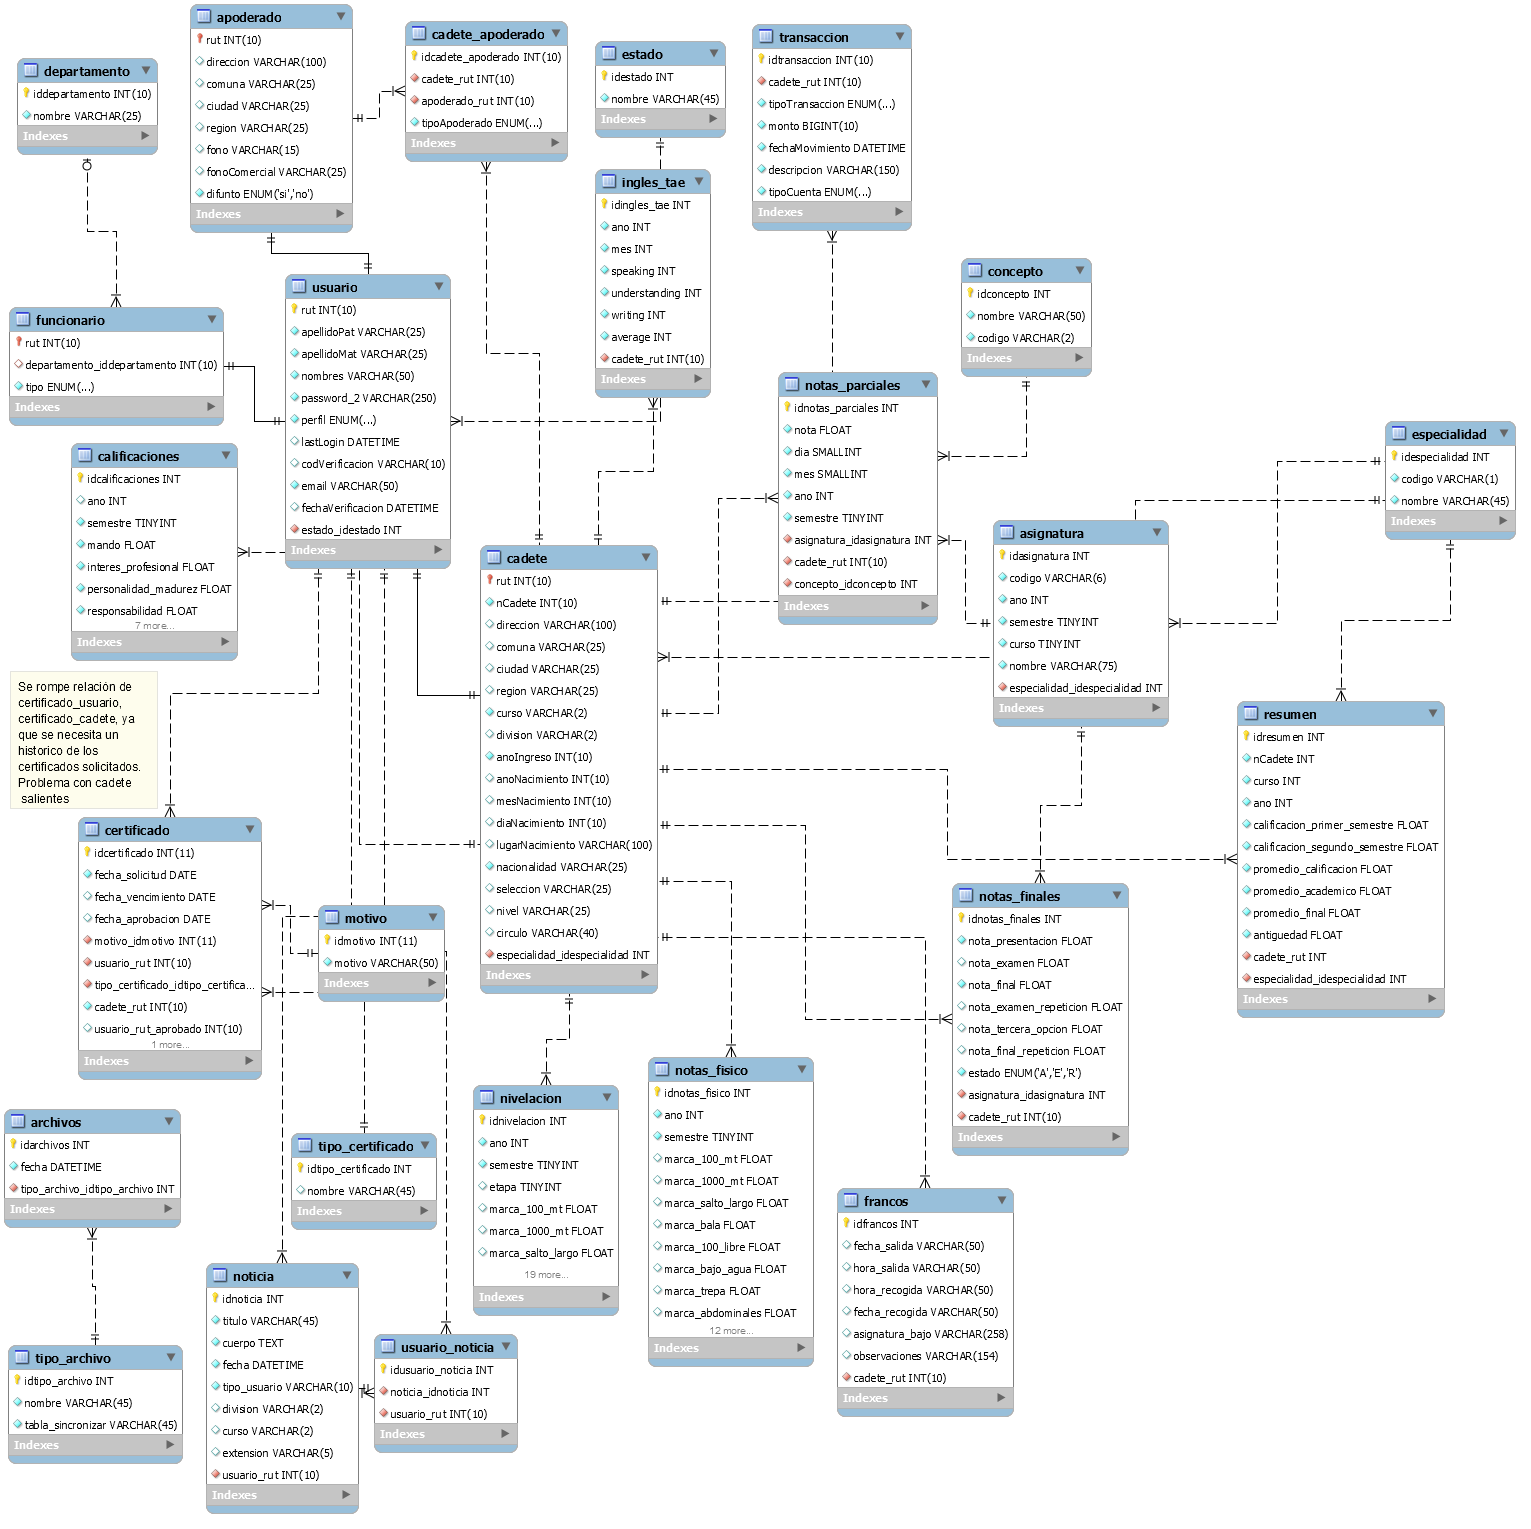 apoderado
rut INT(10)
direccion VARCHAR(100)
comuna VARCHAR(25)
ciudad VARCHAR(25)
region VARCHAR(25)
fono VARCHAR(15)
fonoComercial VARCHAR(25)
difunto ENUM('si','no')
Indexes
cadete_apoderado
idcadete_apoderado INT(10)
cadete_rut INT(10)
apoderado_rut INT(10)
tipoApoderado ENUM(...)
Indexes
estado
idestado INT
nombre VARCHAR(45)
Indexes
transaccion
idtransaccion INT(10)
cadete_rut INT(10)
tipoTransaccion ENUM(...)
monto BIGINT(10)
fechaMovimiento DATETIME
descripcion VARCHAR(150)
tipoCuenta ENUM(...)
Indexes
departamento
iddepartamento INT(10)
nombre VARCHAR(25)
Indexes
ingles_tae
idingles_tae INT
ano INT
mes INT
speaking INT
understanding INT
writing INT
average INT
cadete_rut INT(10)
Indexes
concepto
idconcepto INT
nombre VARCHAR(50)
codigo VARCHAR(2)
Indexes
usuario
rut INT(10)
apellidoPat VARCHAR(25)
apellidoMat VARCHAR(25)
nombres VARCHAR(50)
password_2 VARCHAR(250)
perfil ENUM(...)
lastLogin DATETIME
codVerificacion VARCHAR(10)
email VARCHAR(50)
fechaVerificacion DATETIME
estado_idestado INT
Indexes
funcionario
rut INT(10)
departamento_iddepartamento INT(10)
tipo ENUM(...)
Indexes
notas_parciales
idnotas_parciales INT
nota FLOAT
dia SMALLINT
mes SMALLINT
ano INT
semestre TINYINT
asignatura_idasignatura INT
cadete_rut INT(10)
concepto_idconcepto INT
Indexes
especialidad
idespecialidad INT
codigo VARCHAR(1)
nombre VARCHAR(45)
Indexes
calificaciones
idcalificaciones INT
ano INT
semestre TINYINT
mando FLOAT
interes_profesional FLOAT
personalidad_madurez FLOAT
responsabilidad FLOAT
7 more...
Indexes
asignatura
idasignatura INT
codigo VARCHAR(6)
ano INT
semestre TINYINT
curso TINYINT
nombre VARCHAR(75)
especialidad_idespecialidad INT
Indexes
cadete
rut INT(10)
nCadete INT(10)
direccion VARCHAR(100)
comuna VARCHAR(25)
ciudad VARCHAR(25)
region VARCHAR(25)
curso VARCHAR(2)
division VARCHAR(2)
anoIngreso INT(10)
anoNacimiento INT(10)
mesNacimiento INT(10)
diaNacimiento INT(10)
lugarNacimiento VARCHAR(100)
nacionalidad VARCHAR(25)
seleccion VARCHAR(25)
nivel VARCHAR(25)
circulo VARCHAR(40)
especialidad_idespecialidad INT
Indexes
Se rompe relación de
certificado_usuario,
certificado_cadete, ya
que se necesita un
historico de los
certificados solicitados.
Problema con cadete
salientes
resumen
idresumen INT
nCadete INT
curso INT
ano INT
calificacion_primer_semestre FLOAT
calificacion_segundo_semestre FLOAT
promedio_calificacion FLOAT
promedio_academico FLOAT
promedio_final FLOAT
antiguedad FLOAT
cadete_rut INT
especialidad_idespecialidad INT
Indexes
certificado
idcertificado INT(11)
fecha_solicitud DATE
fecha_vencimiento DATE
fecha_aprobacion DATE
motivo_idmotivo INT(11)
usuario_rut INT(10)
tipo_certificado_idtipo_certifica...
cadete_rut INT(10)
usuario_rut_aprobado INT(10)
1 more...
Indexes
motivo
idmotivo INT(11)
motivo VARCHAR(50)
Indexes
notas_finales
idnotas_finales INT
nota_presentacion FLOAT
nota_examen FLOAT
nota_final FLOAT
nota_examen_repeticion FLOAT
nota_tercera_opcion FLOAT
nota_final_repeticion FLOAT
estado ENUM('A','E','R')
asignatura_idasignatura INT
cadete_rut INT(10)
Indexes
notas_fisico
idnotas_fisico INT
ano INT
semestre TINYINT
marca_100_mt FLOAT
marca_1000_mt FLOAT
marca_salto_largo FLOAT
marca_bala FLOAT
marca_100_libre FLOAT
marca_bajo_agua FLOAT
marca_trepa FLOAT
marca_abdominales FLOAT
12 more...
Indexes
nivelacion
idnivelacion INT
ano INT
semestre TINYINT
etapa TINYINT
marca_100_mt FLOAT
marca_1000_mt FLOAT
marca_salto_largo FLOAT
19 more...
Indexes
archivos
idarchivos INT
fecha DATETIME
tipo_archivo_idtipo_archivo INT
Indexes
tipo_certificado
idtipo_certificado INT
nombre VARCHAR(45)
Indexes
francos
idfrancos INT
fecha_salida VARCHAR(50)
hora_salida VARCHAR(50)
hora_recogida VARCHAR(50)
fecha_recogida VARCHAR(50)
asignatura_bajo VARCHAR(258)
observaciones VARCHAR(154)
cadete_rut INT(10)
Indexes
noticia
idnoticia INT
titulo VARCHAR(45)
cuerpo TEXT
fecha DATETIME
tipo_usuario VARCHAR(10)
division VARCHAR(2)
curso VARCHAR(2)
extension VARCHAR(5)
usuario_rut INT(10)
Indexes
usuario_noticia
idusuario_noticia INT
noticia_idnoticia INT
usuario_rut INT(10)
Indexes
tipo_archivo
idtipo_archivo INT
nombre VARCHAR(45)
tabla_sincronizar VARCHAR(45)
Indexes